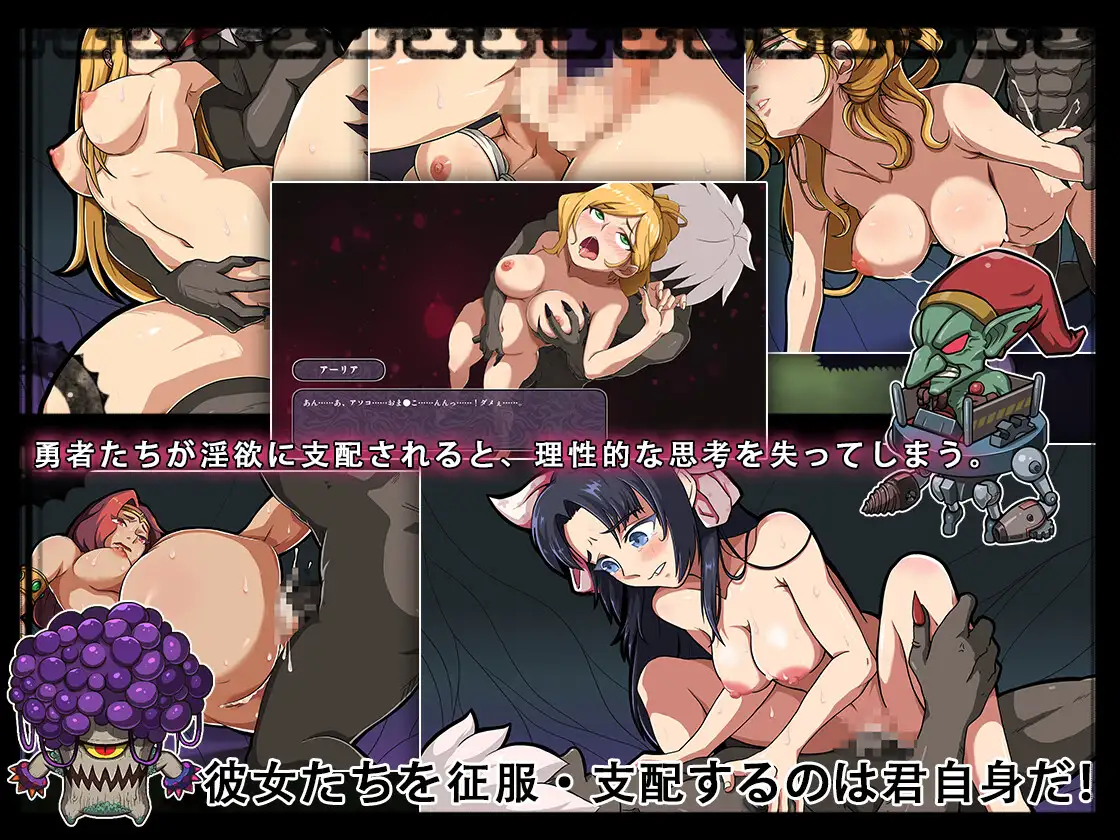 アーリア
あん……あ、アソコ……おま●こ……んんっ……！ダメぇ……。
勇者たちが淫欲に支配されると、理性的な思考を失ってしまう。
彼女たちを征服・支配するのは君自身だ！